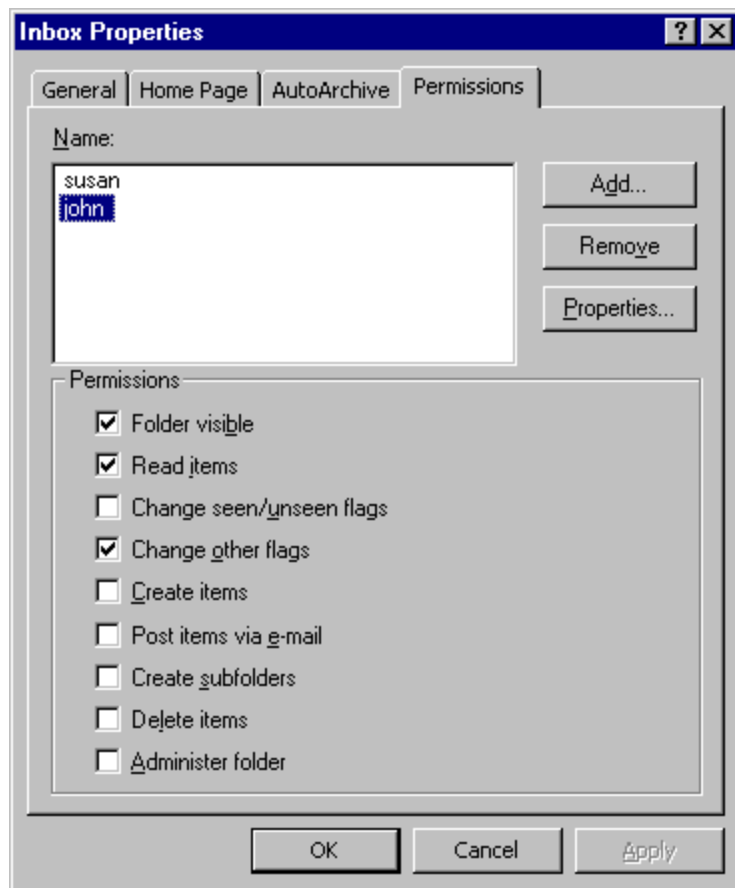 Inbox Properties
General Home Page AutoArchive Permissions
Name:
susan
john
Add...
Remove
Properties...
Permissions
Folder visible
Read items
Change seen/unseen flags
Change other flags
Create items
Post items via e-mail
Create subfolders
Delete items
Administer folder
OK Cancel Apply